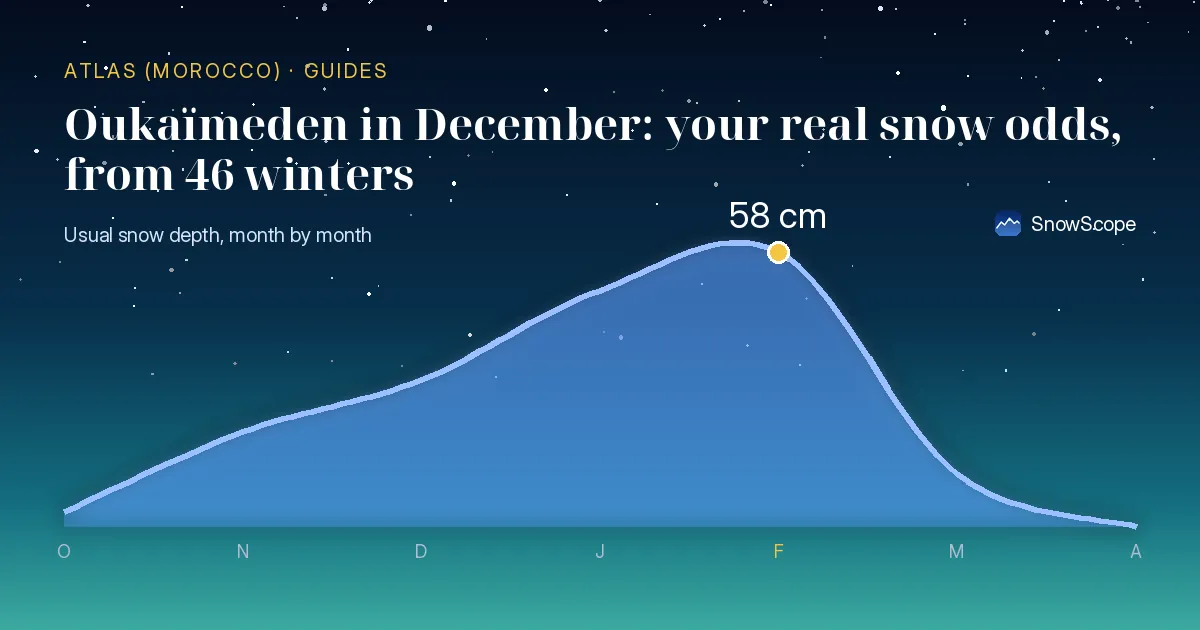 ATLAS (MOROCCO) · GUIDES
Oukaïmeden in December: your real snow odds,
from 46 winters
Usual snow depth, month by month
58 cm
SnowScope
O N D J F M A